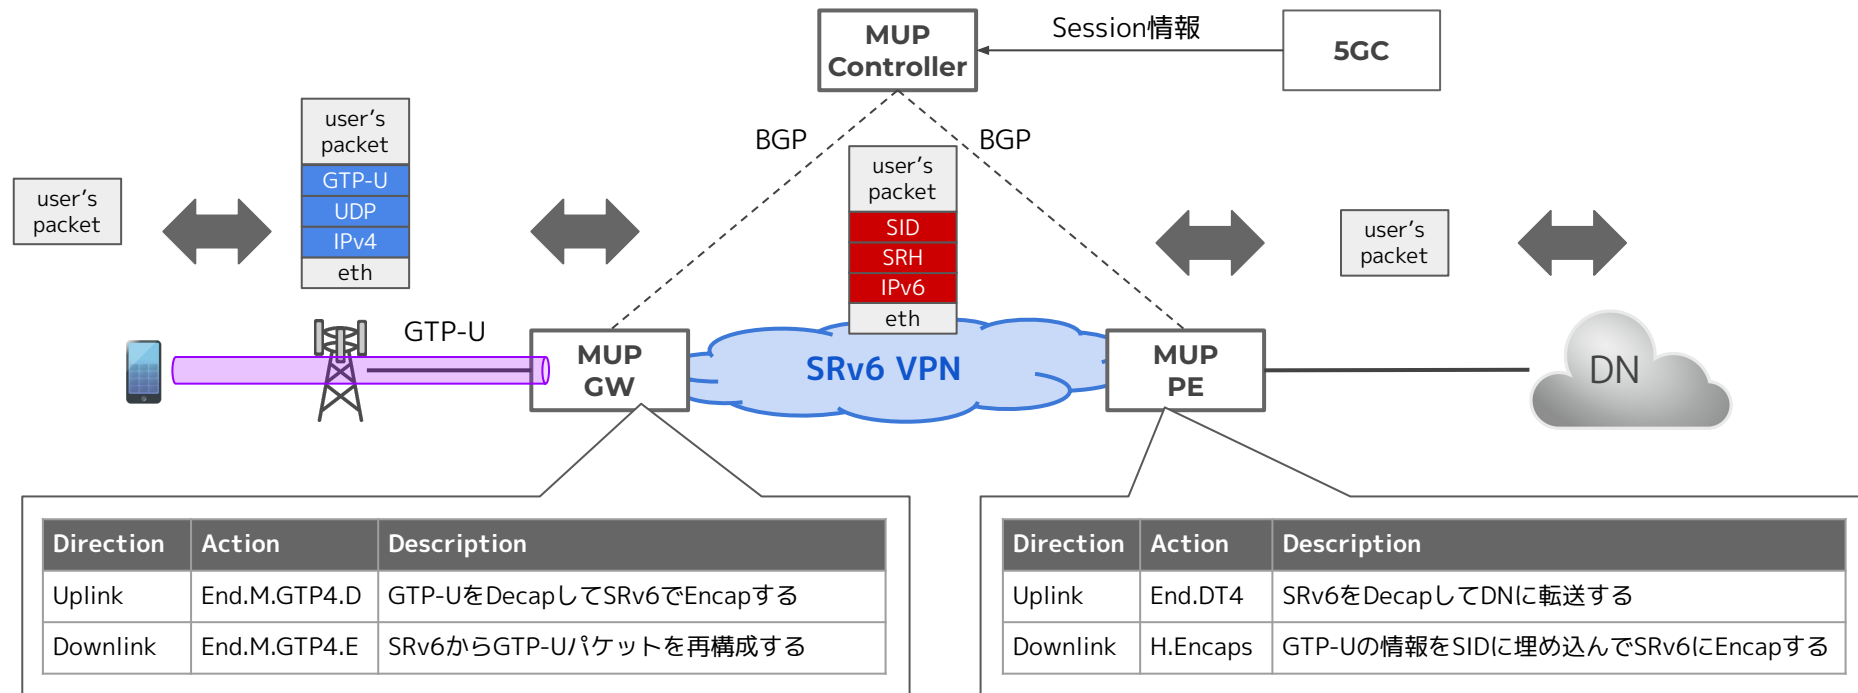 MUP
Controller
Session情報
5GC
BGP
BGP
user's
packet
user's
packet
GTP-U
UDP
IPv4
eth
user's
packet
SID
SRH
IPv6
eth
user's
packet
GTP-U
MUP
GW
SRv6 VPN
MUP
PE
DN
Direction Action Description
Uplink End.M.GTP4.D GTP-UをDecapしてSRv6でEncapする
Downlink End.M.GTP4.E SRv6からGTP-Uパケットを再構成する
Direction Action Description
Uplink End.DT4 SRv6をDecapしてDNに転送する
Downlink H.Encaps GTP-Uの情報をSIDに埋め込んでSRv6にEncapする